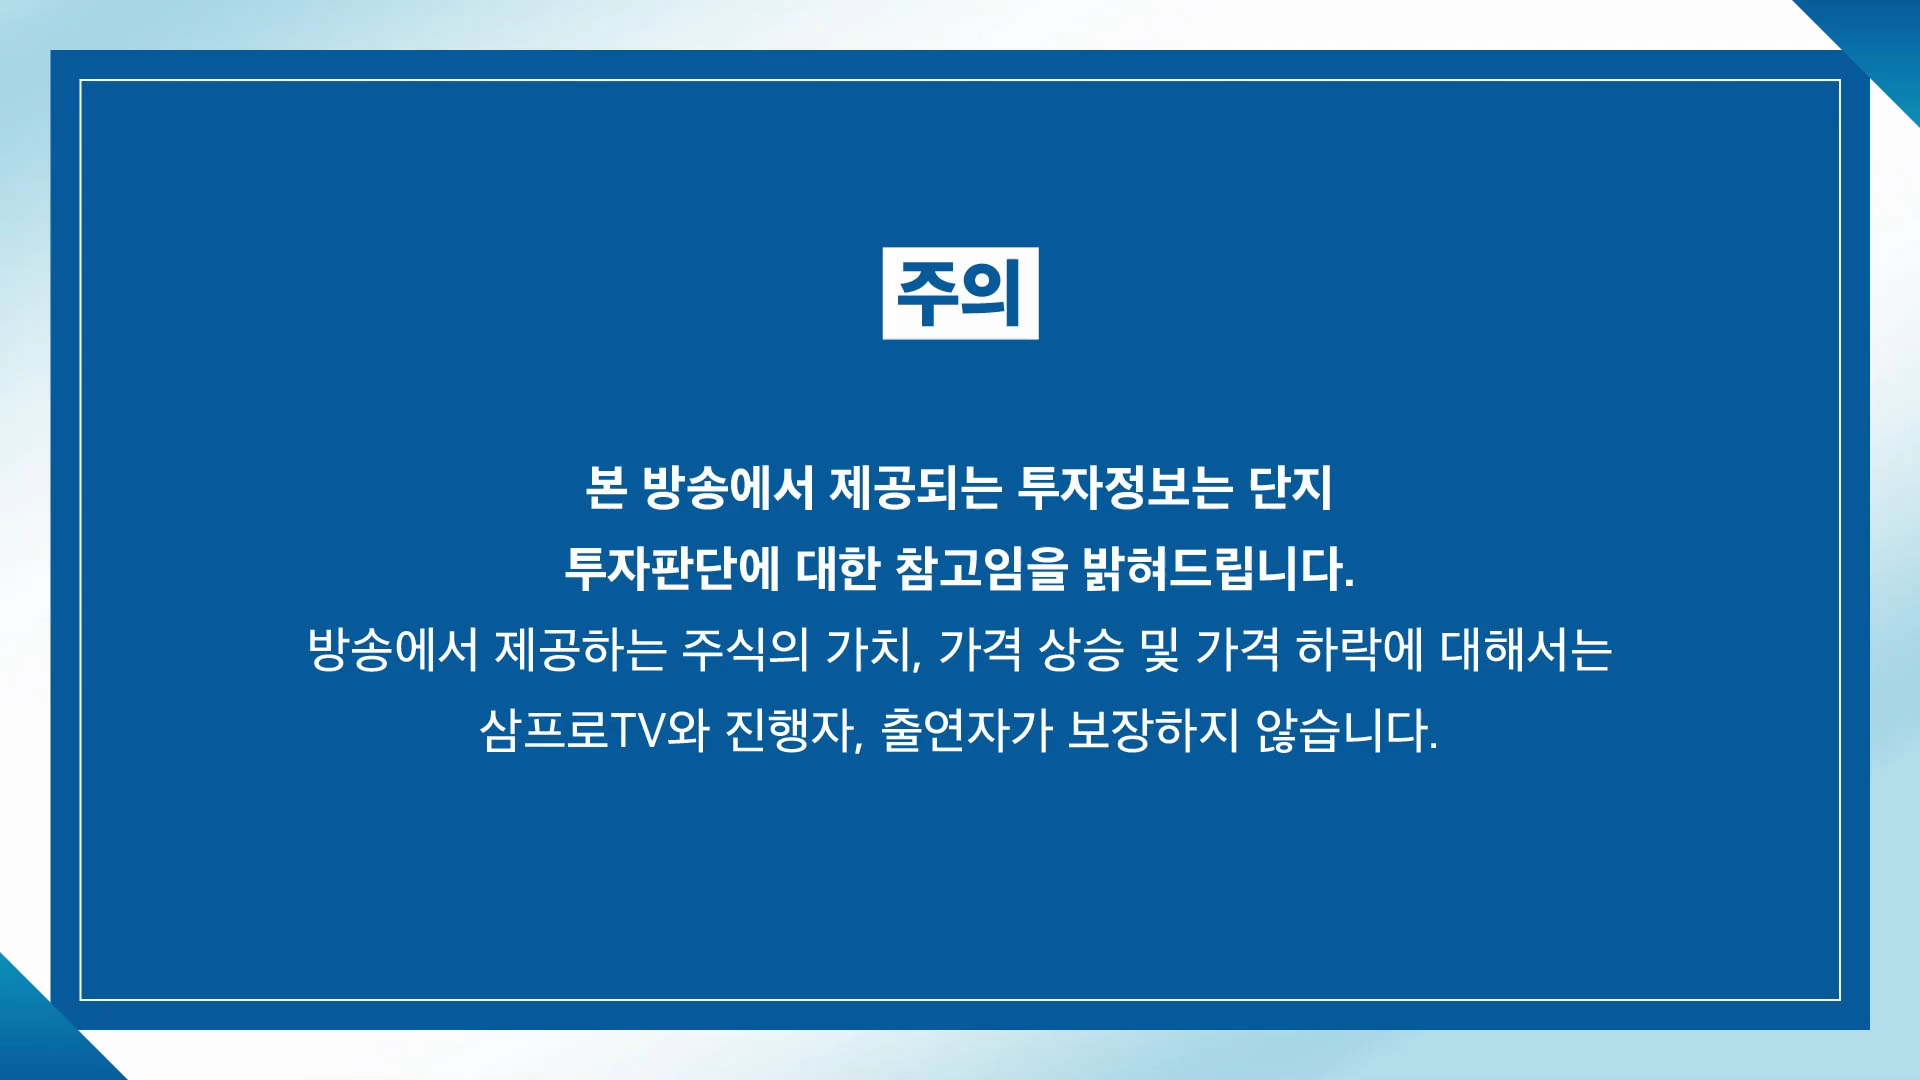 주의
본 방송에서 제공되는 투자정보는 단지
투자판단에 대한 참고임을 밝혀드립니다.
방송에서 제공하는 주식의 가치, 가격 상승 및 가격 하락에 대해서는
삼프로TV와 진행자, 출연자가 보장하지 않습니다.